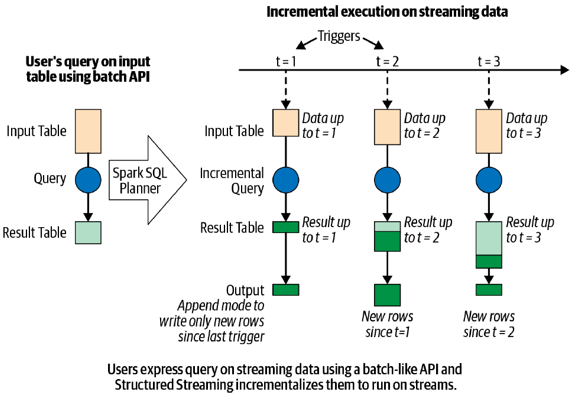 Incremental execution on streaming data
Triggers
User's query on input
table using batch API
t = 1
t = 2
t = 3
Input Table
Query
Result Table
Spark SQL
Planner
Input Table
Data up
to t = 1
Data up
to t = 2
Data up
to t = 3
Incremental
Query
Result Table
Result up
to t = 1
Result up
to t = 2
Result up
to t = 3
Output
Append mode to
write only new rows
since last trigger
New rows
since t=1
New rows
since t = 2
Users express query on streaming data using a batch-like API and
Structured Streaming incrementalizes them to run on streams.